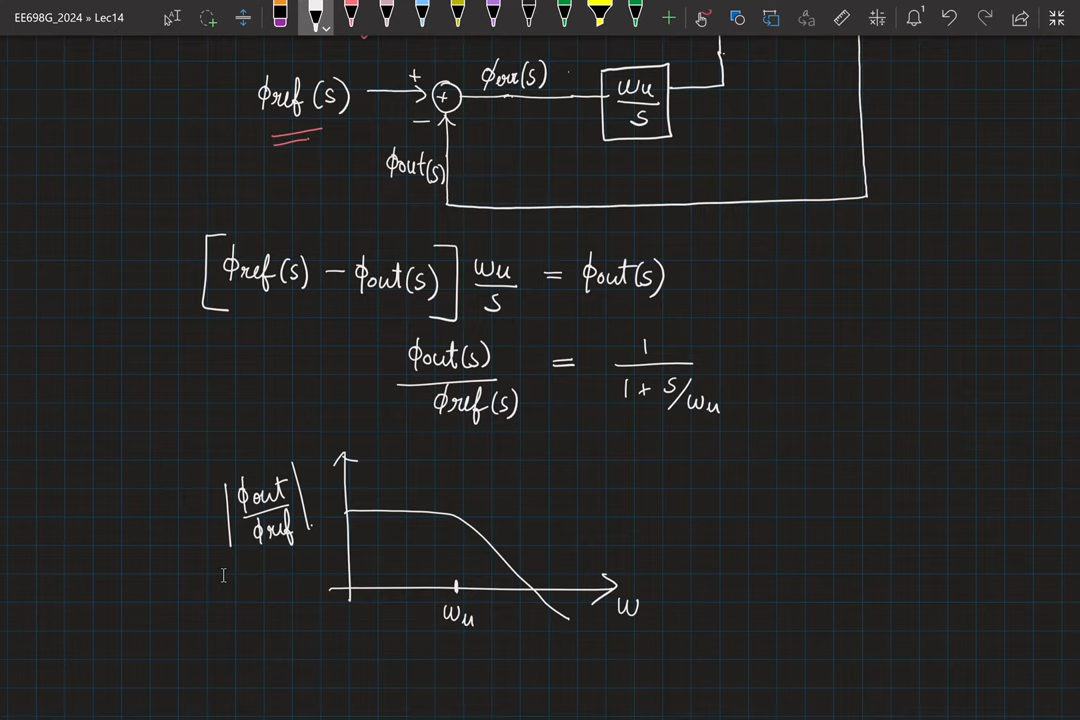 EE698G_2024 » Lec14
ϕref(s) + ϕerr(s) ωu/s
−
ϕout(s)
[ϕref(s) − ϕout(s)] ωu/s = ϕout(s)
ϕout(s)/ϕref(s) = 1/(1 + s/ωu)
|ϕout/ϕref|
ωu ω